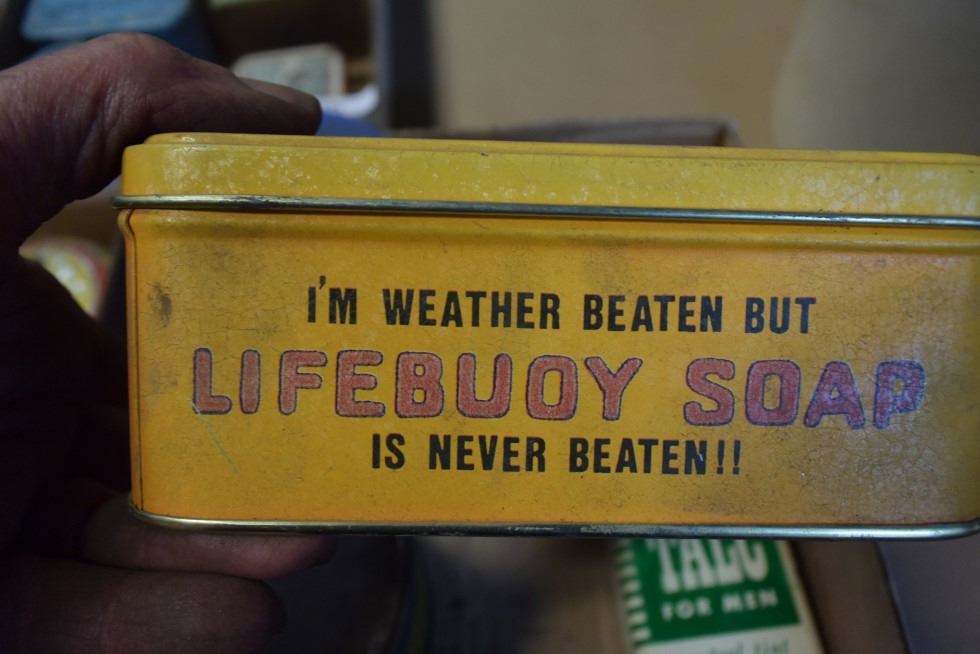 I'M WEATHER BEATEN BUT
LIFEBUOY SOAP
IS NEVER BEATEN!!
TALC
FOR MEN